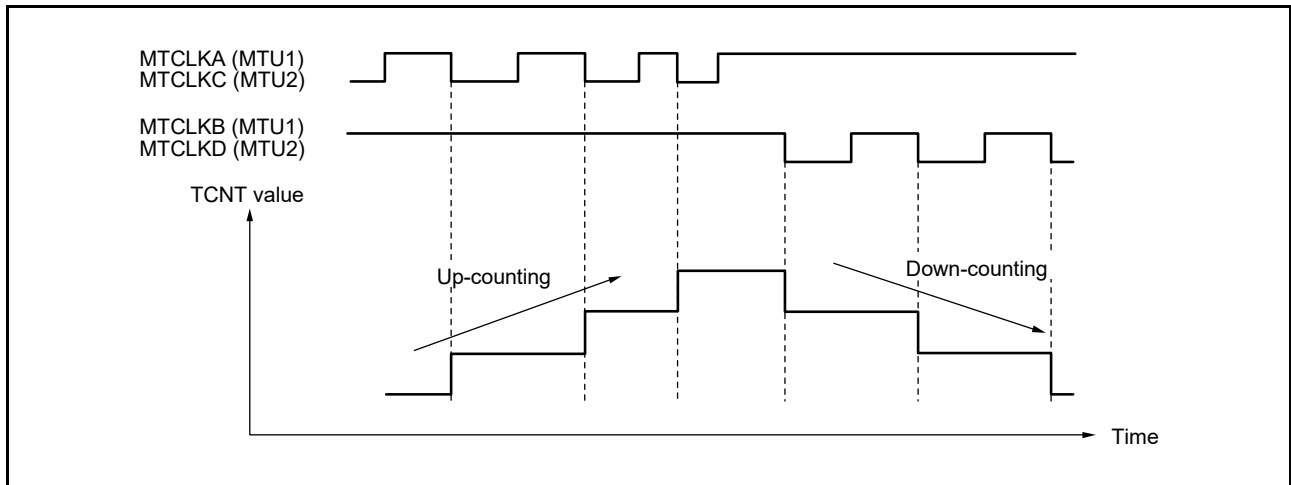 MTCLKA (MTU1)
MTCLKC (MTU2)
MTCLKB (MTU1)
MTCLKD (MTU2)
TCNT value
Up-counting
Down-counting
Time